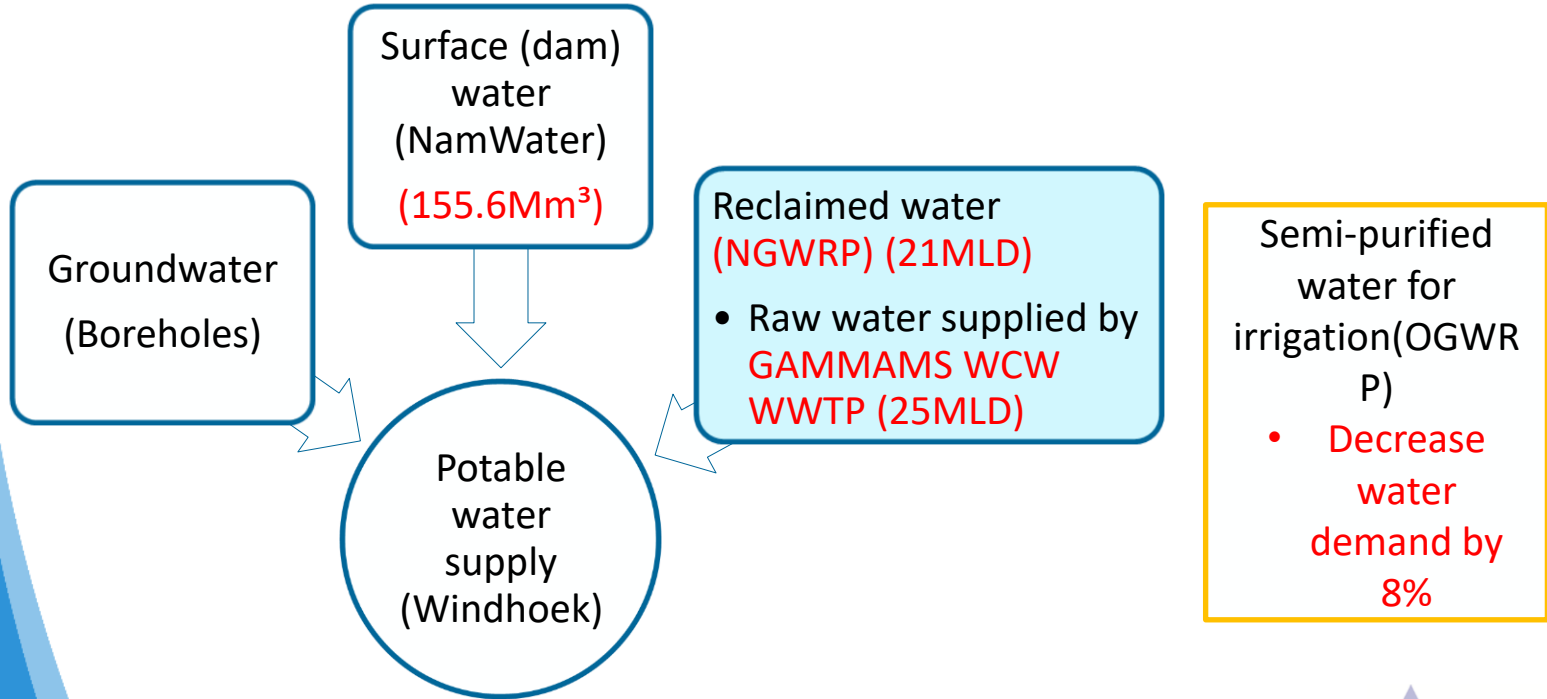 Surface (dam)
water
(NamWater)
(155.6Mm³)
Groundwater
(Boreholes)
Reclaimed water
(NGWRP) (21MLD)
• Raw water supplied by
GAMMAMS WCW
WWTP (25MLD)
Semi-purified
water for
irrigation(OGWR
P)
• Decrease
water
demand by
8%
Potable
water
supply
(Windhoek)